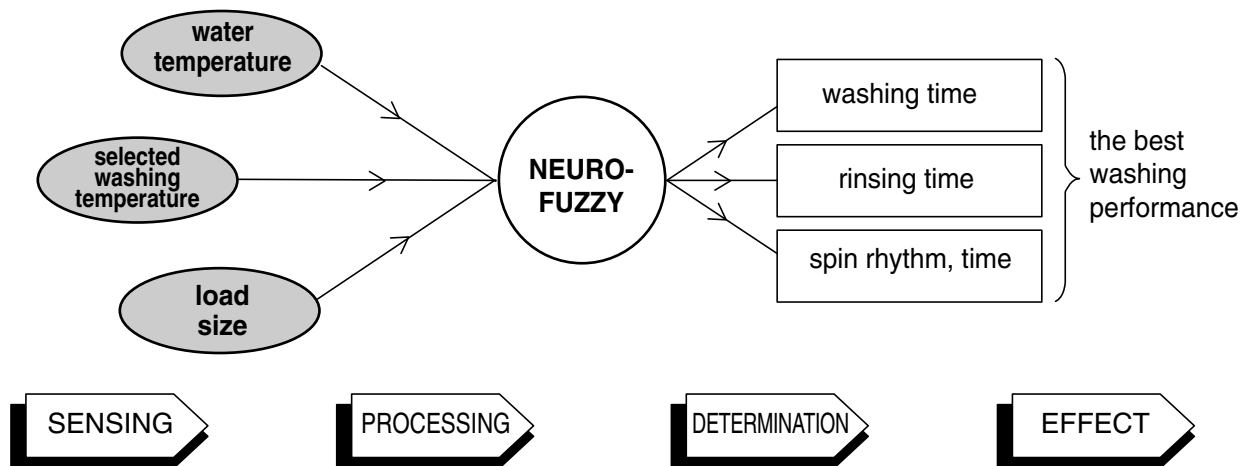 water
temperature
selected
washing
temperature
load
size
NEURO-
FUZZY
washing time
rinsing time
spin rhythm, time
the best
washing
performance
SENSING
PROCESSING
DETERMINATION
EFFECT